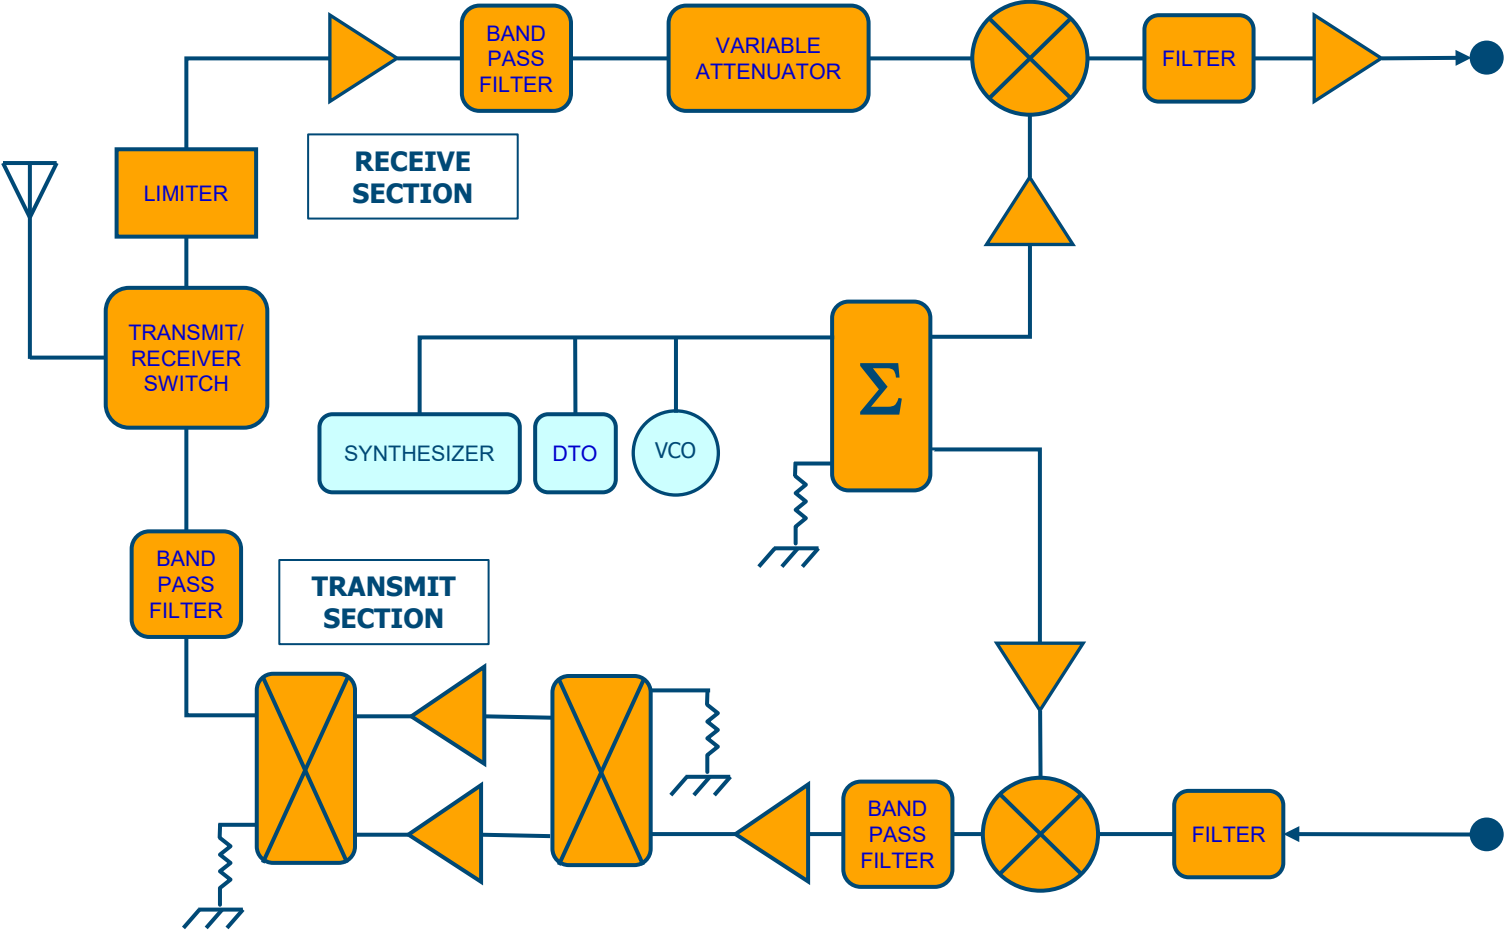 BAND
PASS
FILTER
VARIABLE
ATTENUATOR
FILTER
RECEIVE
SECTION
LIMITER
TRANSMIT/
RECEIVER
SWITCH
Σ
SYNTHESIZER
DTO
VCO
BAND
PASS
FILTER
TRANSMIT
SECTION
BAND
PASS
FILTER
FILTER